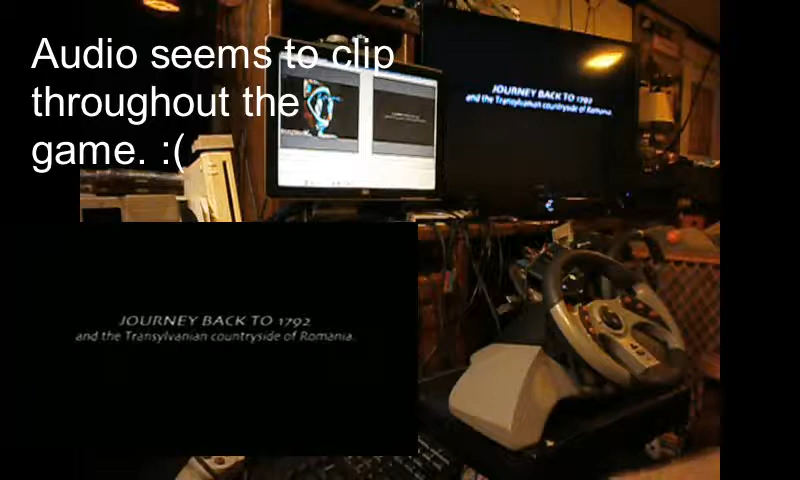 Audio seems to clip
throughout the
game. :(
JOURNEY BACK TO 1792
and the Transylvanian countryside of Romania.
JOURNEY BACK TO 1792
and the Transylvanian countryside of Romania.